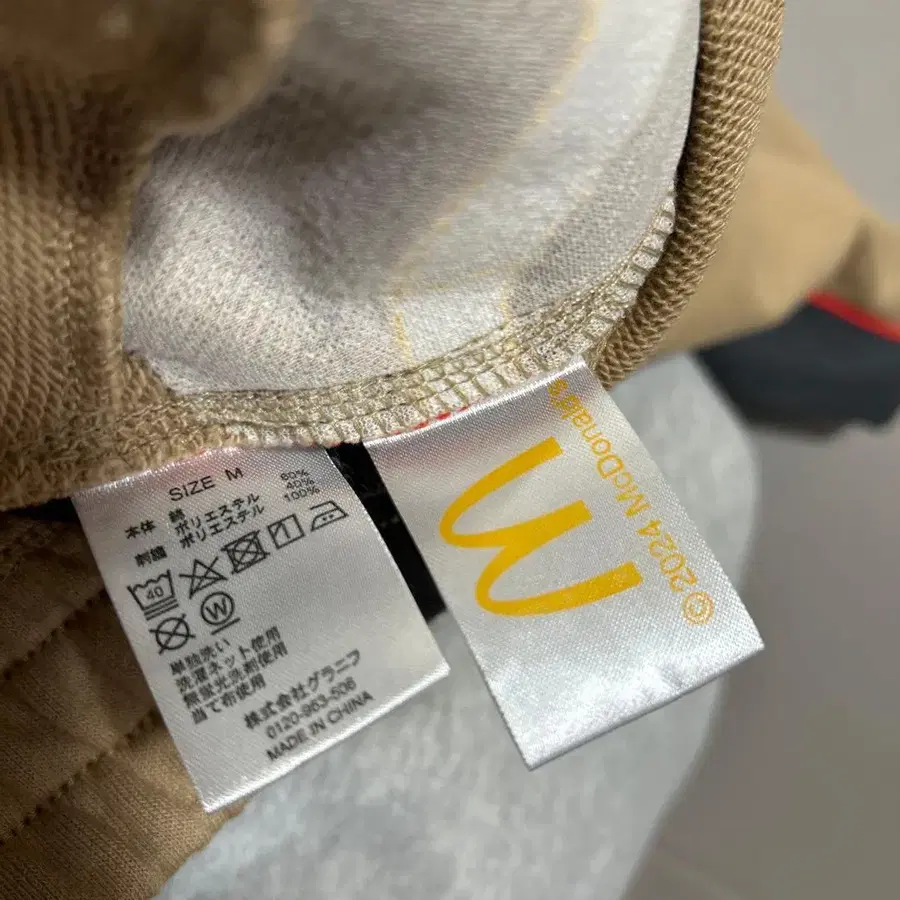 SIZE M
本体 綿 60%
ポリエステル 40%
刺繍 ポリエステル 100%
40
W
単独洗い
洗濯ネット使用
無蛍光洗剤使用
当て布使用
株式会社グラニフ
0120-953-506
MADE IN CHINA
©2024 McDonald's